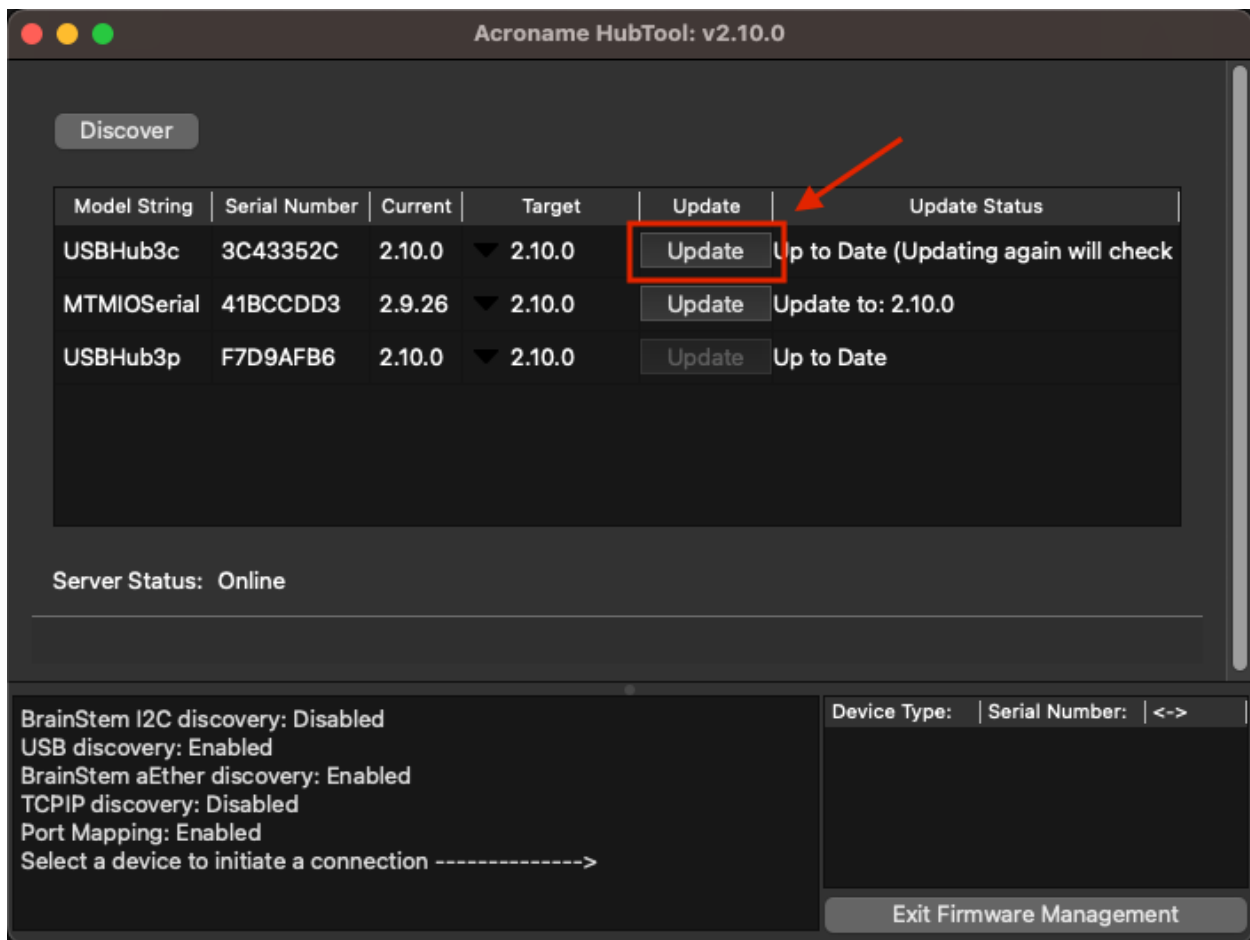 Acroname HubTool: v2.10.0
Discover
Model String Serial Number Current Target Update Update Status
USBHub3c 3C43352C 2.10.0 2.10.0 Update Up to Date (Updating again will check
MTMIOSerial 41BCCDD3 2.9.26 2.10.0 Update Update to: 2.10.0
USBHub3p F7D9AFB6 2.10.0 2.10.0 Update Up to Date
Server Status: Online
BrainStem I2C discovery: Disabled
USB discovery: Enabled
BrainStem aEther discovery: Enabled
TCPIP discovery: Disabled
Port Mapping: Enabled
Select a device to initiate a connection -------------->
Device Type: Serial Number: <->
Exit Firmware Management